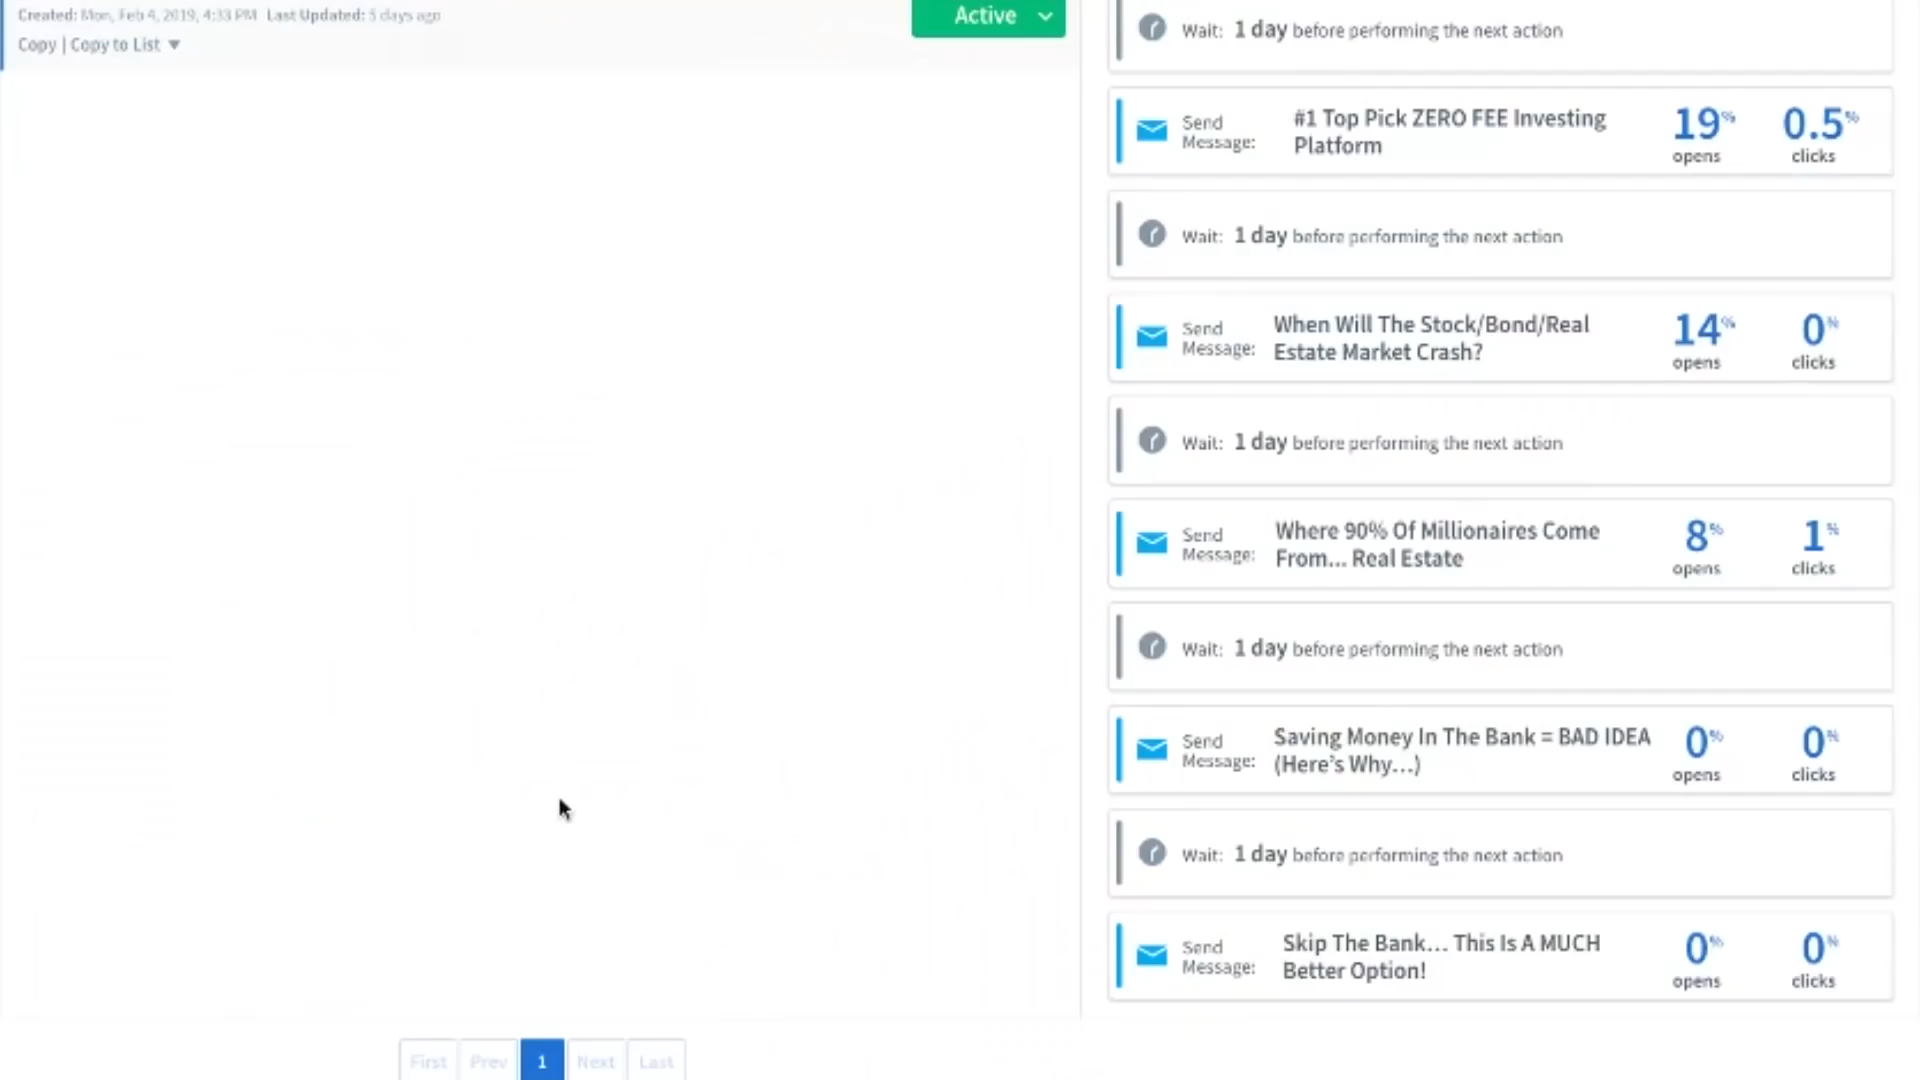 Created: Mon, Feb 4, 2019, 4:33 PM Last Updated: 5 days ago
Copy | Copy to List ▼
Active
Wait: 1 day before performing the next action
Send Message: #1 Top Pick ZERO FEE Investing
Platform
19% opens
0.5% clicks
Wait: 1 day before performing the next action
Send Message: When Will The Stock/Bond/Real
Estate Market Crash?
14% opens
0% clicks
Wait: 1 day before performing the next action
Send Message: Where 90% Of Millionaires Come
From... Real Estate
8% opens
1% clicks
Wait: 1 day before performing the next action
Send Message: Saving Money In The Bank = BAD IDEA
(Here's Why...)
0% opens
0% clicks
Wait: 1 day before performing the next action
Send Message: Skip The Bank... This Is A MUCH
Better Option!
0% opens
0% clicks
First Prev 1 Next Last